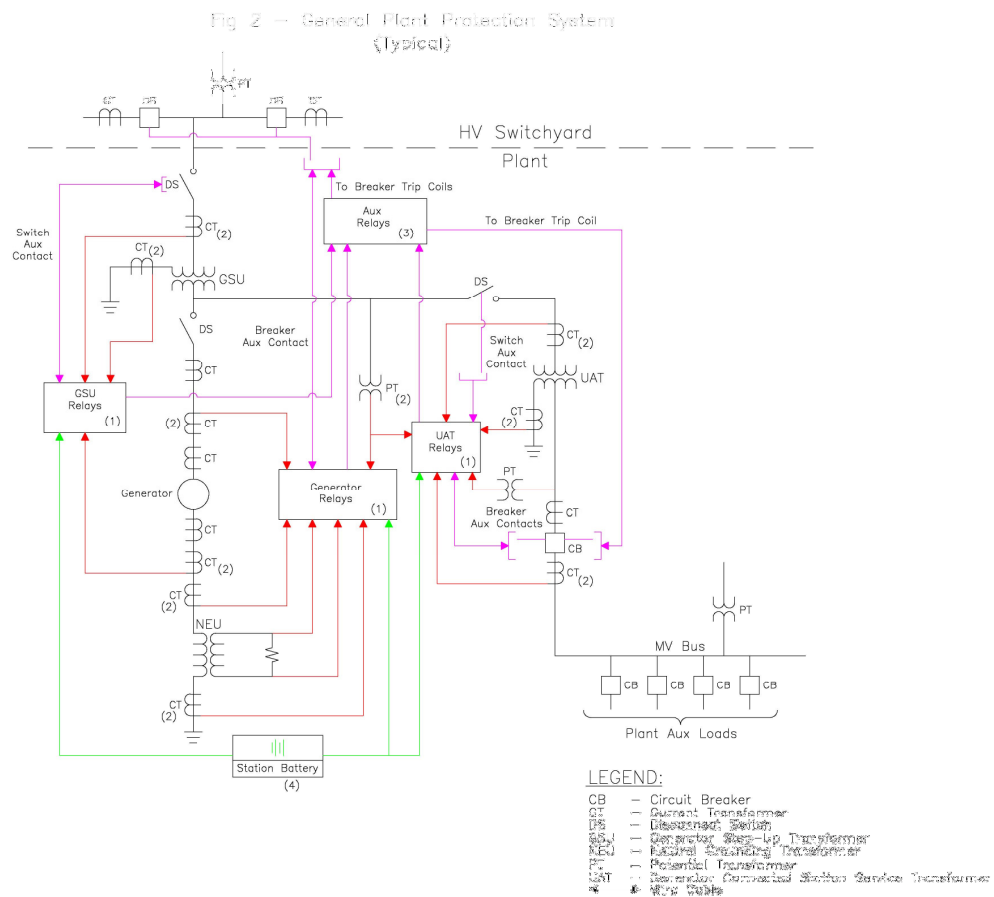 Fig 2 - General Plant Protection System
(Typical)
PT
CT
CT
HV Switchyard
Plant
DS
To Breaker Trip Coils
Aux
Relays
(3)
To Breaker Trip Coil
CT
(2)
Switch
Aux
Contact
CT
(2)
GSU
DS
DS
Breaker
Aux Contact
Switch
Aux
Contact
CT
(2)
CT
UAT
GSU
Relays
(1)
PT
(2)
CT
(2)
(2)
CT
UAT
Relays
(1)
CT
PT
Generator
Generator
Relays
(1)
Breaker
Aux Contacts
CT
CT
CB
CT
(2)
CT
(2)
CT
(2)
PT
NEU
MV Bus
CB
CB
CB
CB
CT
(2)
Plant Aux Loads
Station Battery
(4)
LEGEND:
CB - Circuit Breaker
CT - Current Transformer
DS - Disconnect Switch
GSU - Generator Step-Up Transformer
NEU - Neutral Grounding Transformer
PT - Potential Transformer
UAT - Generator Connected Station Service Transformer